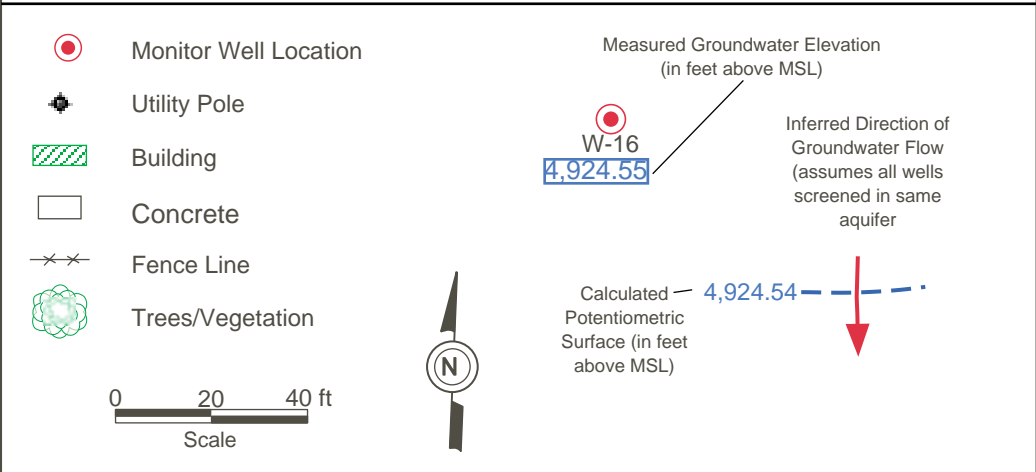 Monitor Well Location
Utility Pole
Building
Concrete
Fence Line
Trees/Vegetation
0 20 40 ft
Scale
N
Measured Groundwater Elevation
(in feet above MSL)
W-16
4,924.55
Inferred Direction of
Groundwater Flow
(assumes all wells
screened in same
aquifer
Calculated
Potentiometric
Surface (in feet
above MSL)
4,924.54